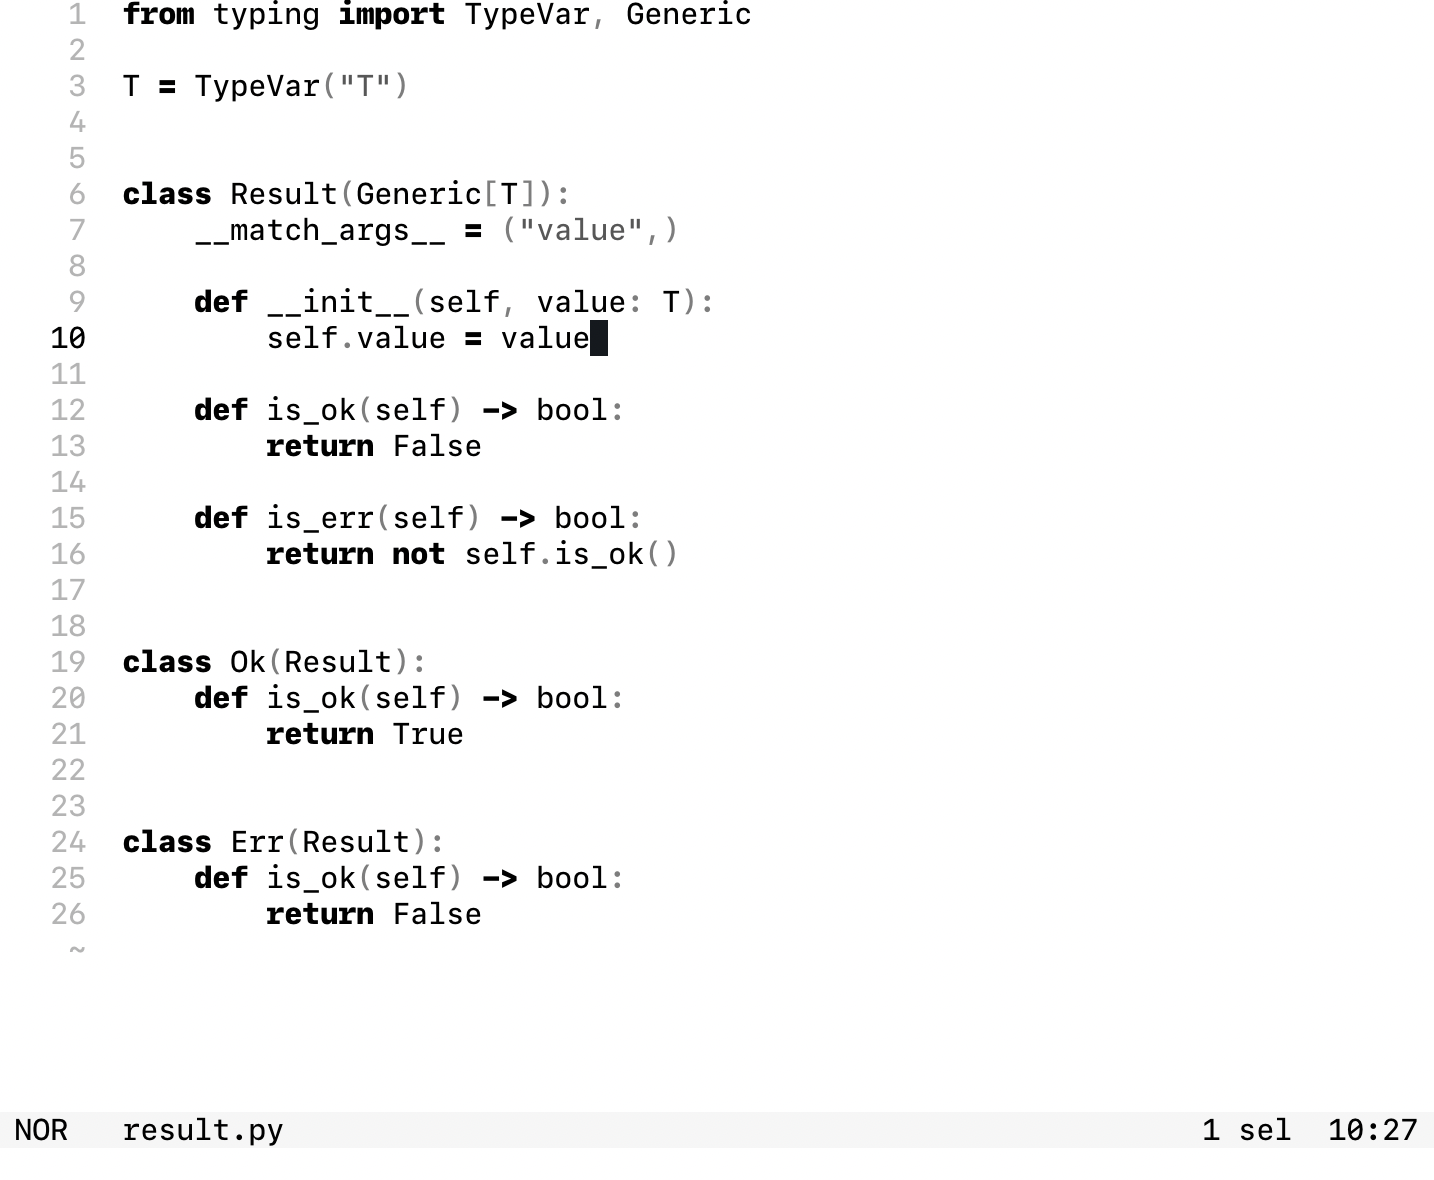 1 from typing import TypeVar, Generic
2
3 T = TypeVar("T")
4
5
6 class Result(Generic[T]):
7     __match_args__ = ("value",)
8
9     def __init__(self, value: T):
10         self.value = value
11
12     def is_ok(self) -> bool:
13         return False
14
15     def is_err(self) -> bool:
16         return not self.is_ok()
17
18
19 class Ok(Result):
20     def is_ok(self) -> bool:
21         return True
22
23
24 class Err(Result):
25     def is_ok(self) -> bool:
26         return False
~
NOR result.py 1 sel 10:27